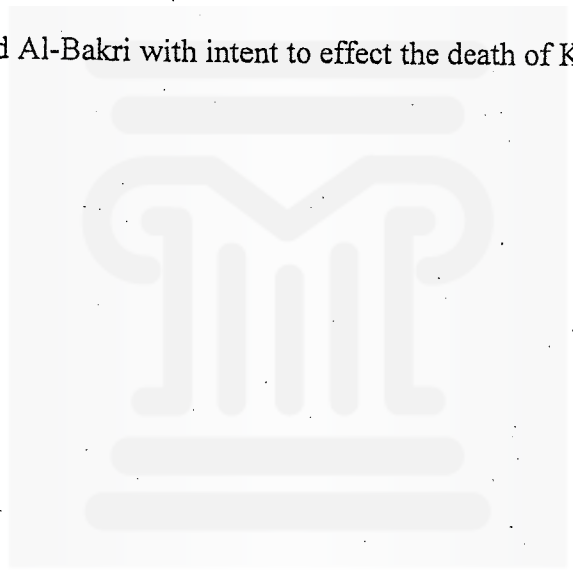 d Al-Bakri with intent to effect the death of K